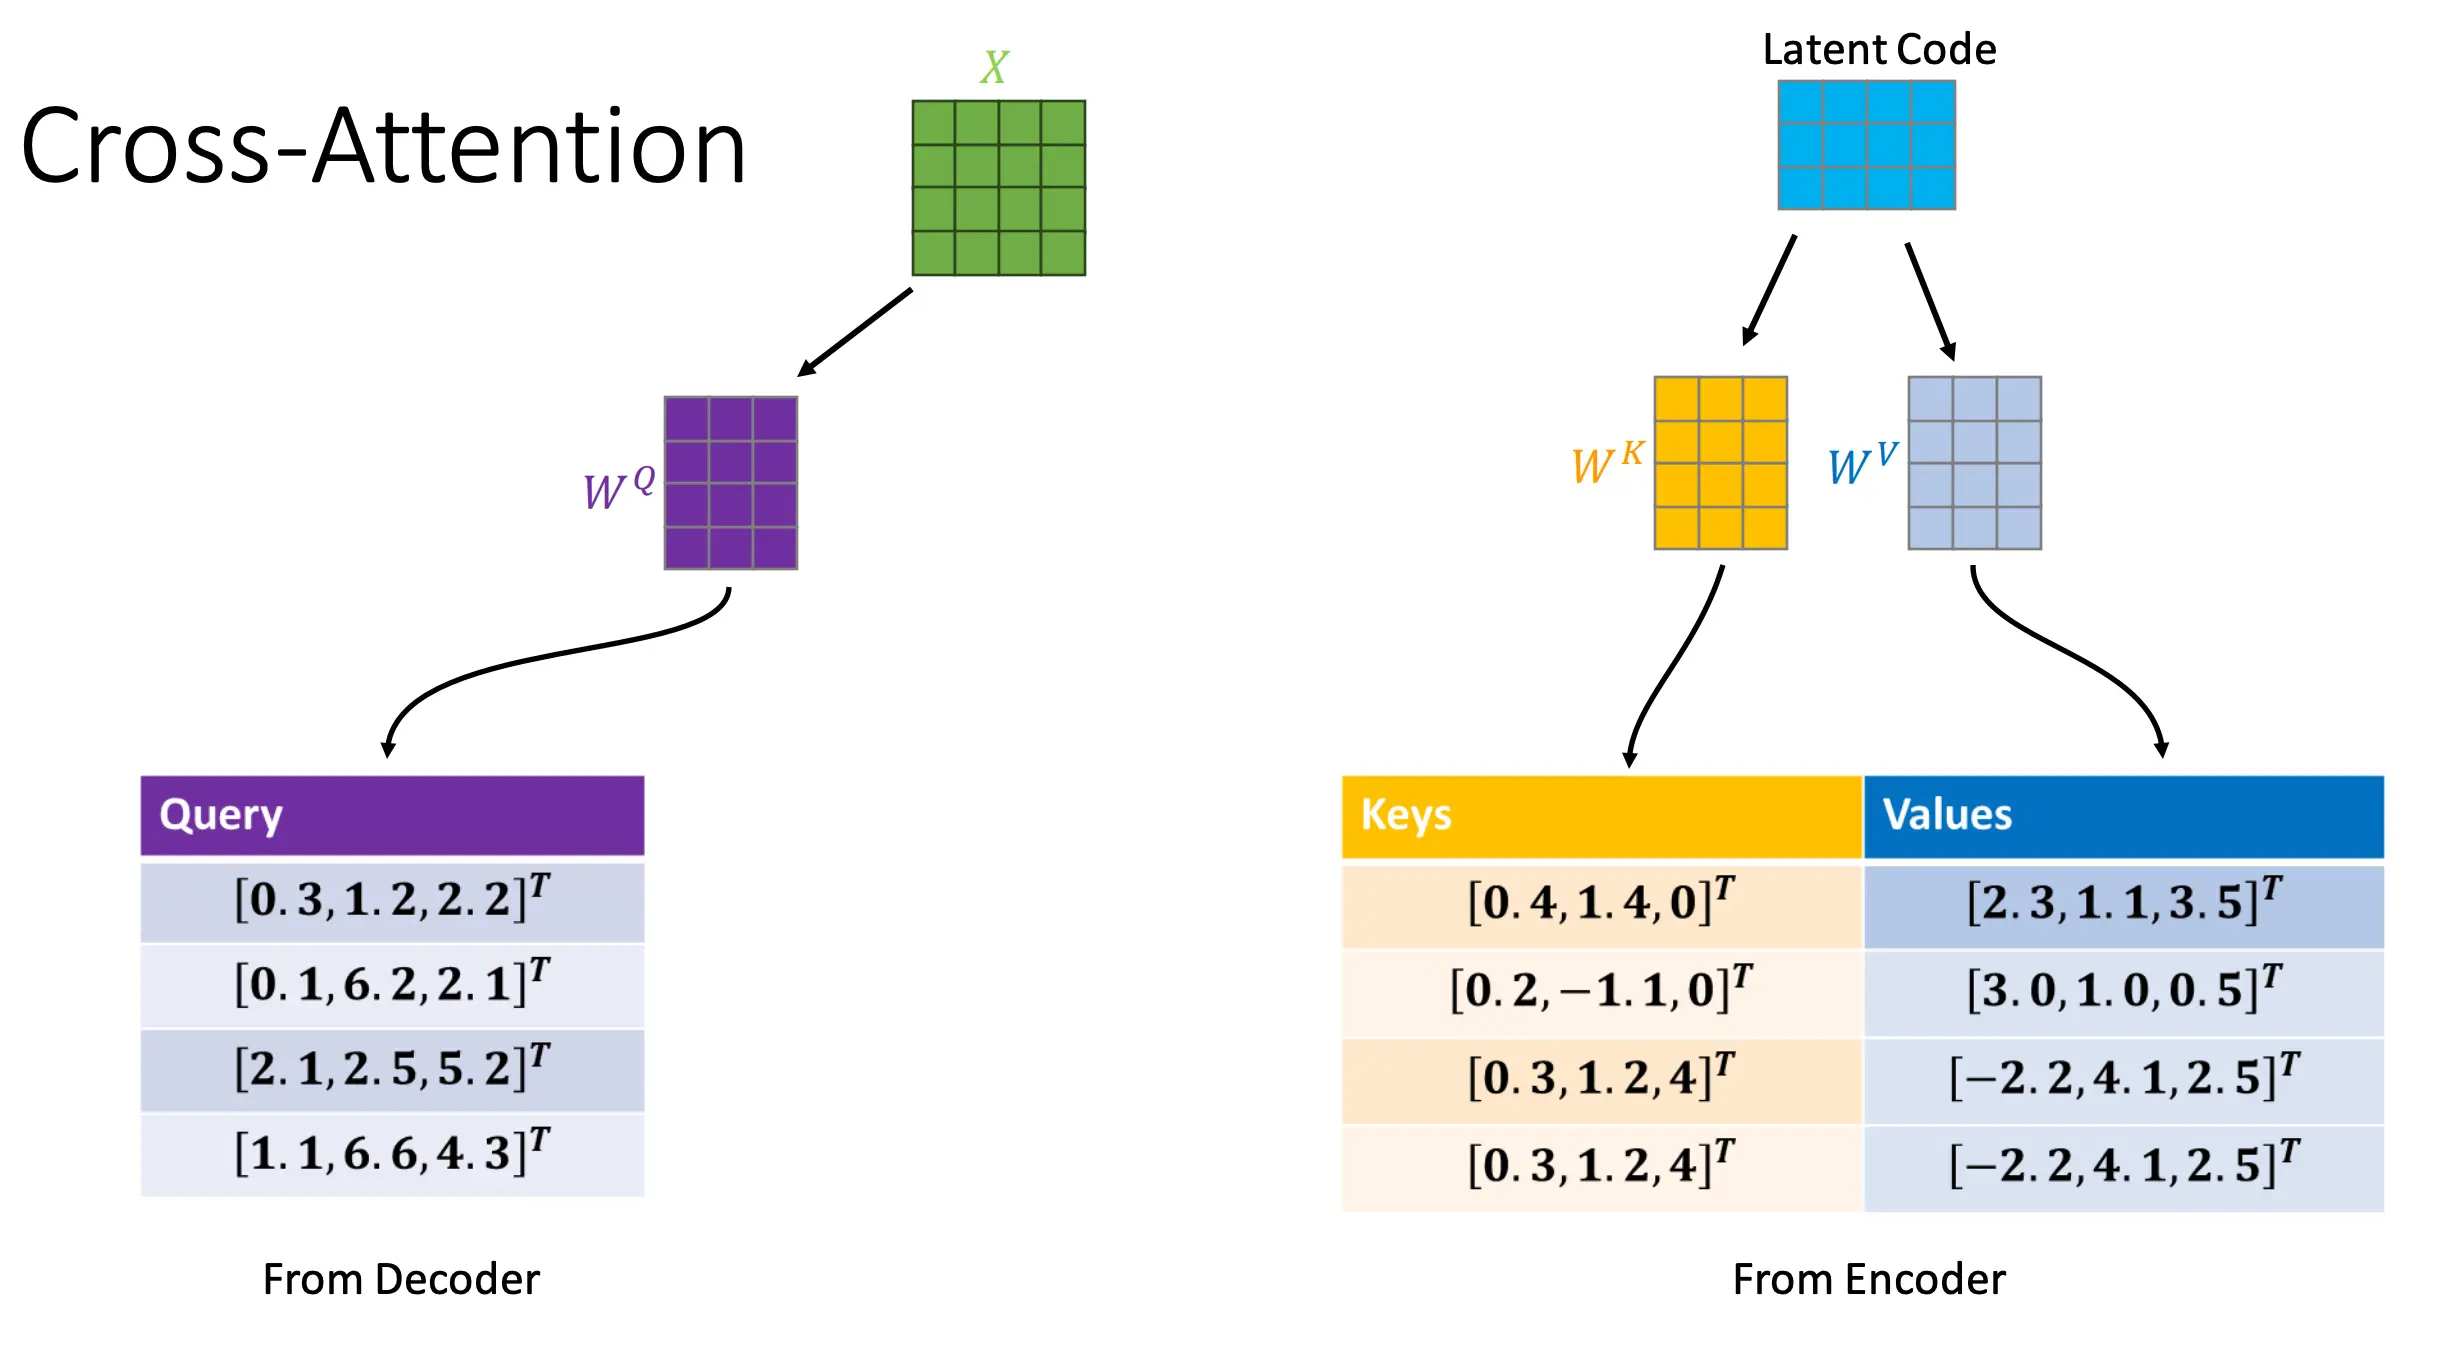 Cross-Attention
X
W^Q
Query
[0.3, 1.2, 2.2]^T
[0.1, 6.2, 2.1]^T
[2.1, 2.5, 5.2]^T
[1.1, 6.6, 4.3]^T
From Decoder
Latent Code
W^K
W^V
Keys Values
[0.4, 1.4, 0]^T [2.3, 1.1, 3.5]^T
[0.2, −1.1, 0]^T [3.0, 1.0, 0.5]^T
[0.3, 1.2, 4]^T [−2.2, 4.1, 2.5]^T
[0.3, 1.2, 4]^T [−2.2, 4.1, 2.5]^T
From Encoder